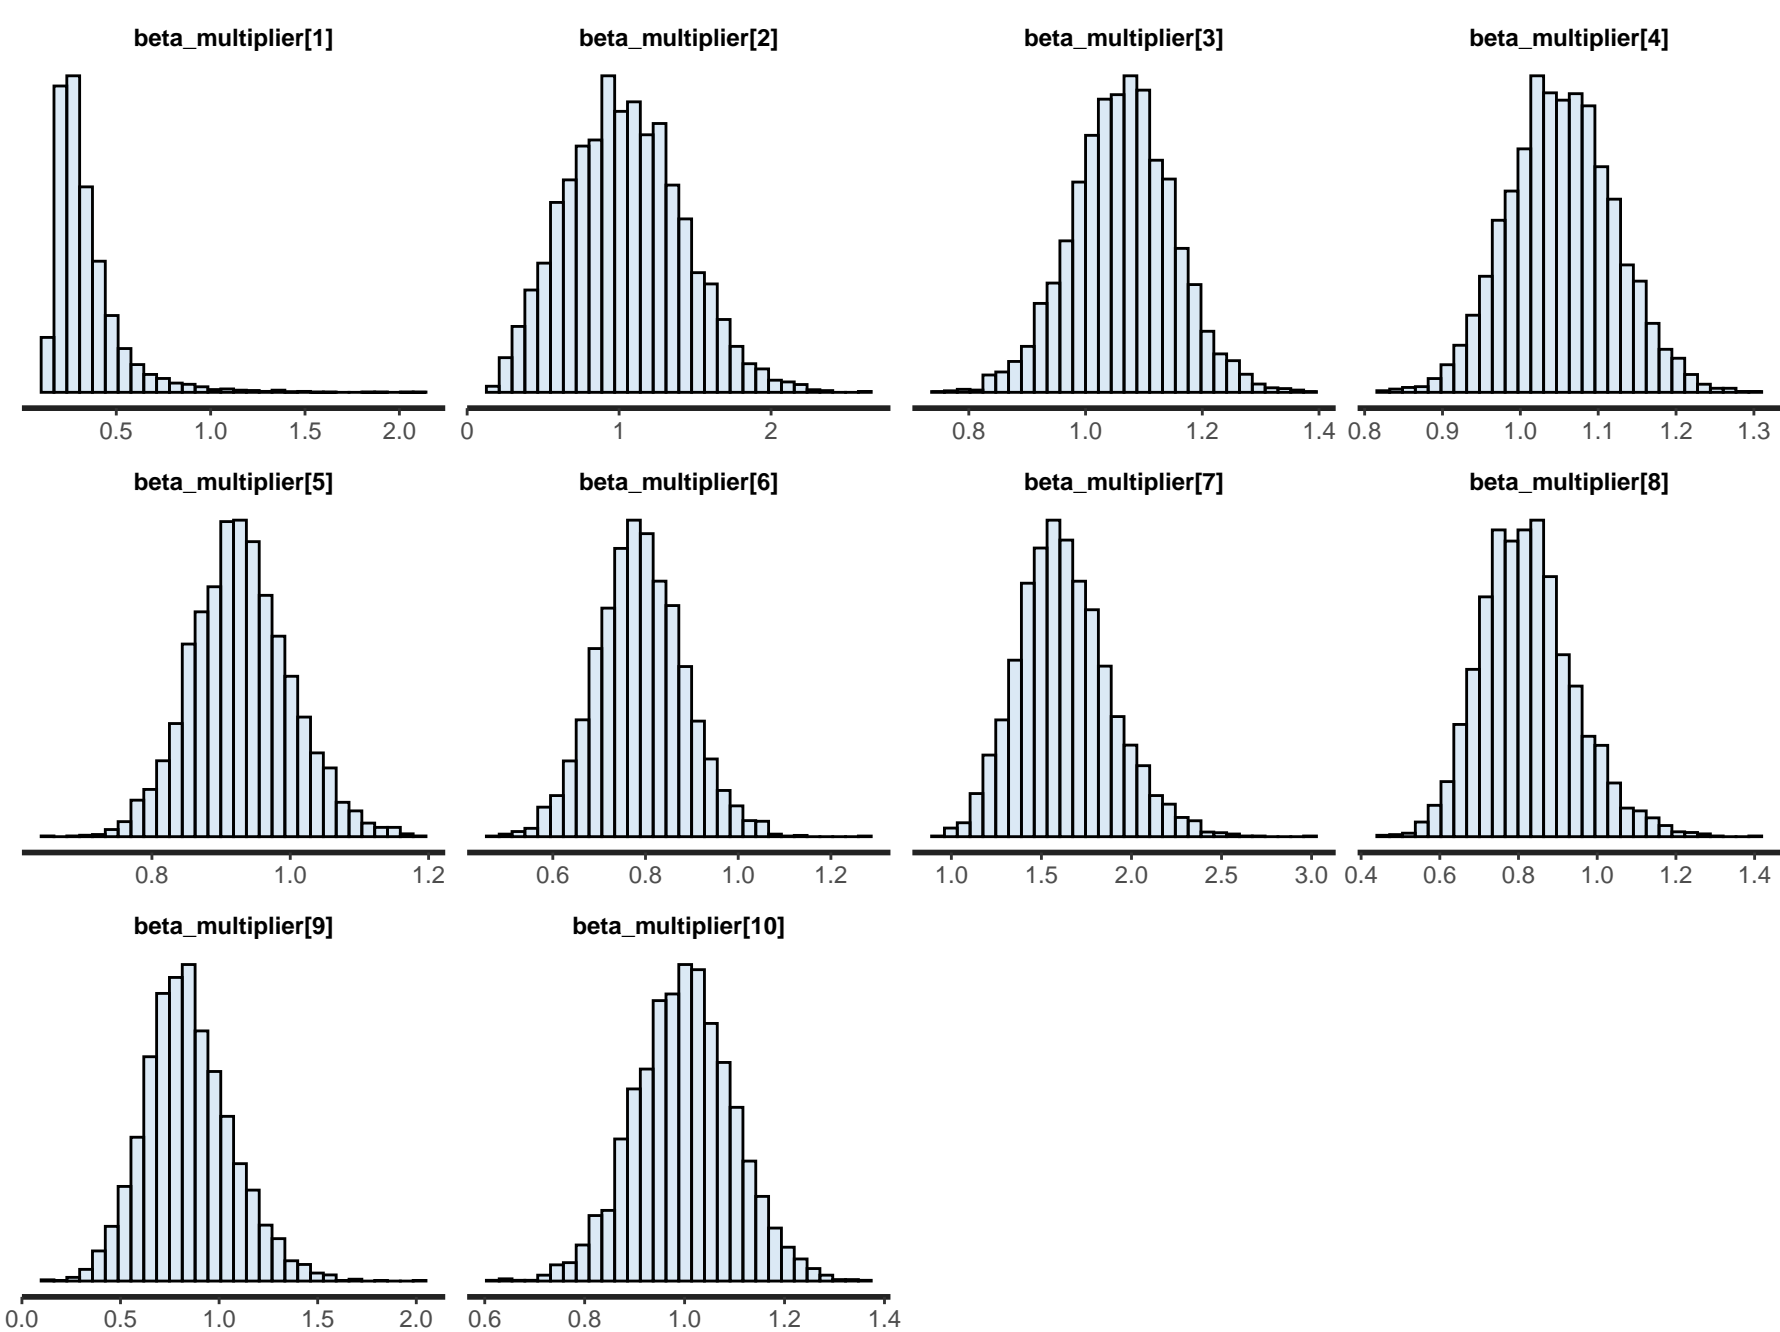 beta_multiplier[1] beta_multiplier[2] beta_multiplier[3] beta_multiplier[4]
0.5 1.0 1.5 2.0 0 1 2 0.8 1.0 1.2 1.4 0.8 0.9 1.0 1.1 1.2 1.3
beta_multiplier[5] beta_multiplier[6] beta_multiplier[7] beta_multiplier[8]
0.8 1.0 1.2 0.6 0.8 1.0 1.2 1.0 1.5 2.0 2.5 3.0 0.4 0.6 0.8 1.0 1.2 1.4
beta_multiplier[9] beta_multiplier[10]
0.0 0.5 1.0 1.5 2.0 0.6 0.8 1.0 1.2 1.4